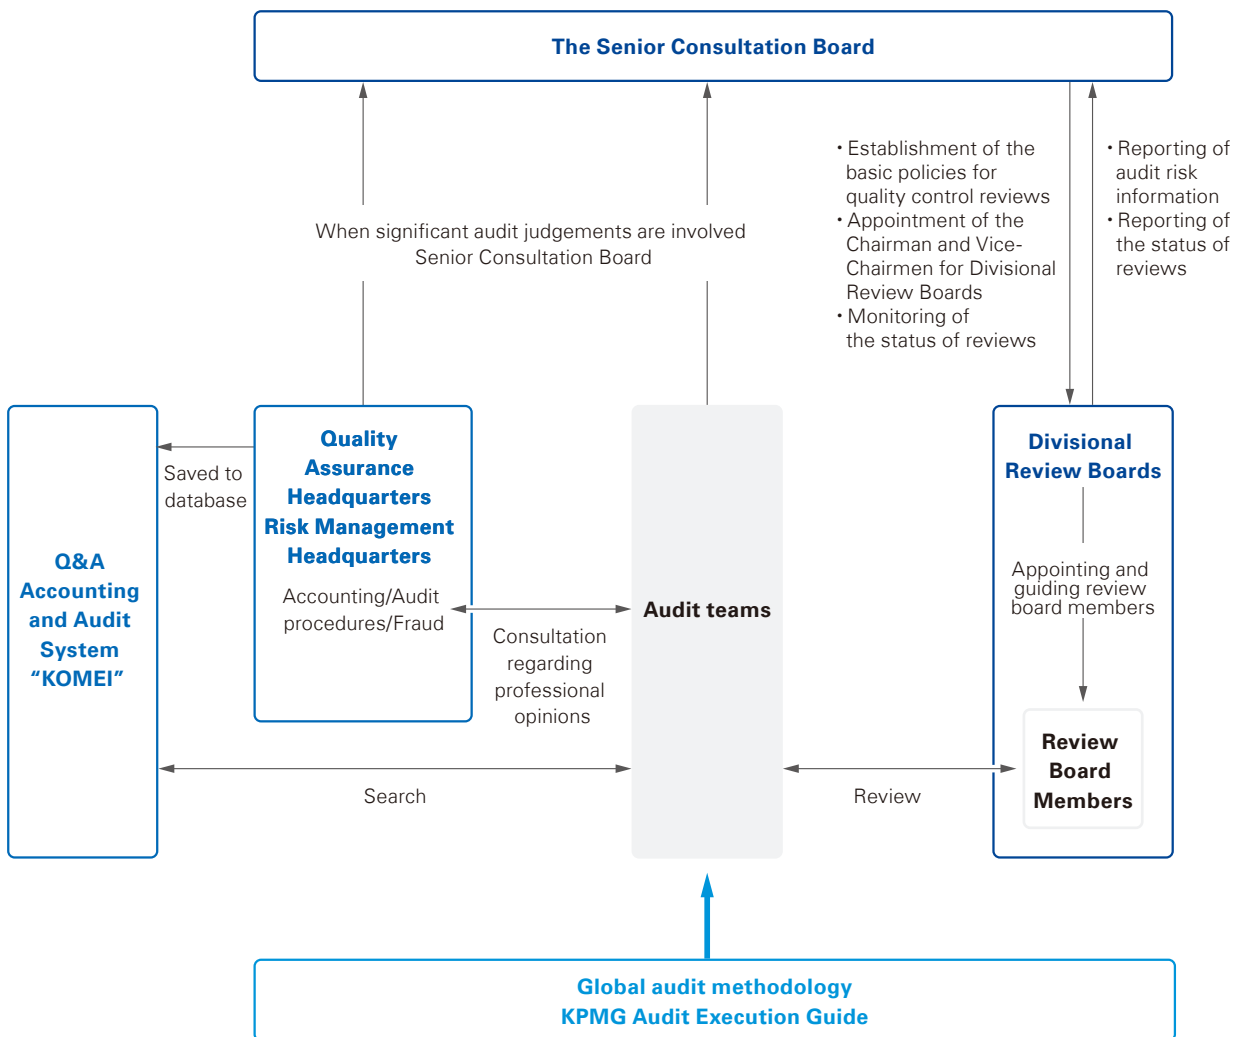 The Senior Consultation Board
When significant audit judgements are involved
Senior Consultation Board
・Establishment of the
basic policies for
quality control reviews
・Appointment of the
Chairman and Vice-
Chairmen for Divisional
Review Boards
・Monitoring of
the status of reviews
・Reporting of
audit risk
information
・Reporting of
the status of
reviews
Q&A
Accounting
and Audit
System
“KOMEI”
Saved to
database
Quality
Assurance
Headquarters
Risk Management
Headquarters
Accounting/Audit
procedures/Fraud
Consultation
regarding
professional
opinions
Search
Audit teams
Review
Divisional
Review Boards
Appointing and
guiding review
board members
Review
Board
Members
Global audit methodology
KPMG Audit Execution Guide